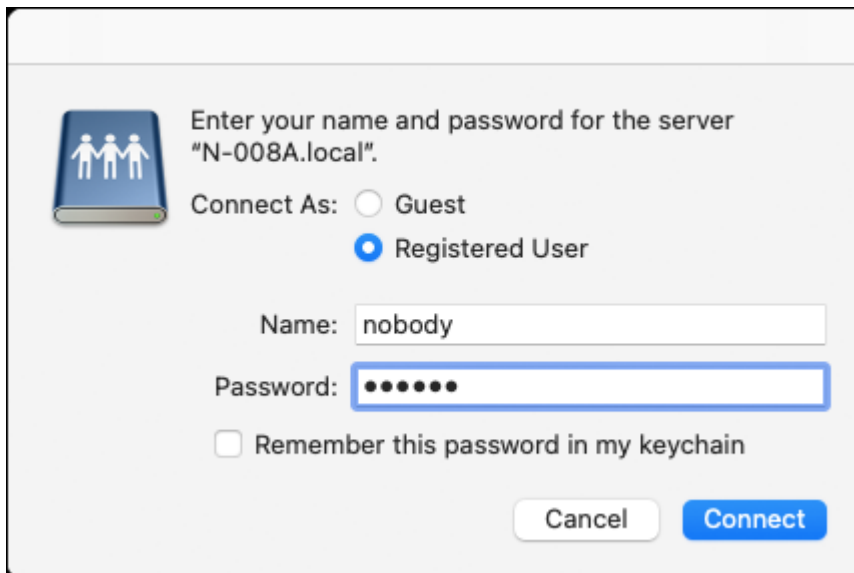 Enter your name and password for the server
“N-008A.local”.
Connect As: Guest
Registered User
Name: nobody
Password: ••••••
Remember this password in my keychain
Cancel Connect